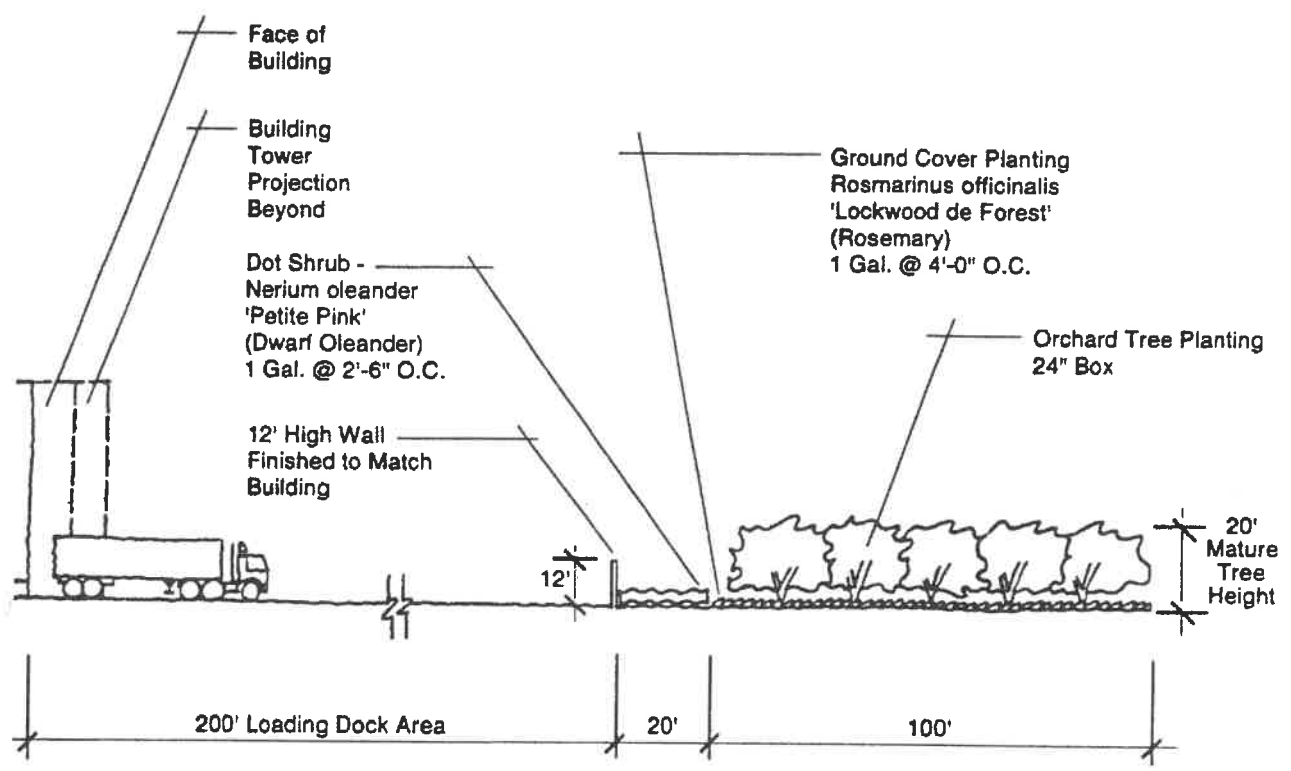 Face of
Building
Building
Tower
Projection
Beyond
Ground Cover Planting
Rosmarinus officinalis
'Lockwood de Forest'
(Rosemary)
1 Gal. @ 4'-0" O.C.
Dot Shrub -
Nerium oleander
'Petite Pink'
(Dwarf Oleander)
1 Gal. @ 2'-6" O.C.
Orchard Tree Planting
24" Box
12' High Wall
Finished to Match
Building
12'
20'
Mature
Tree
Height
200' Loading Dock Area
20'
100'